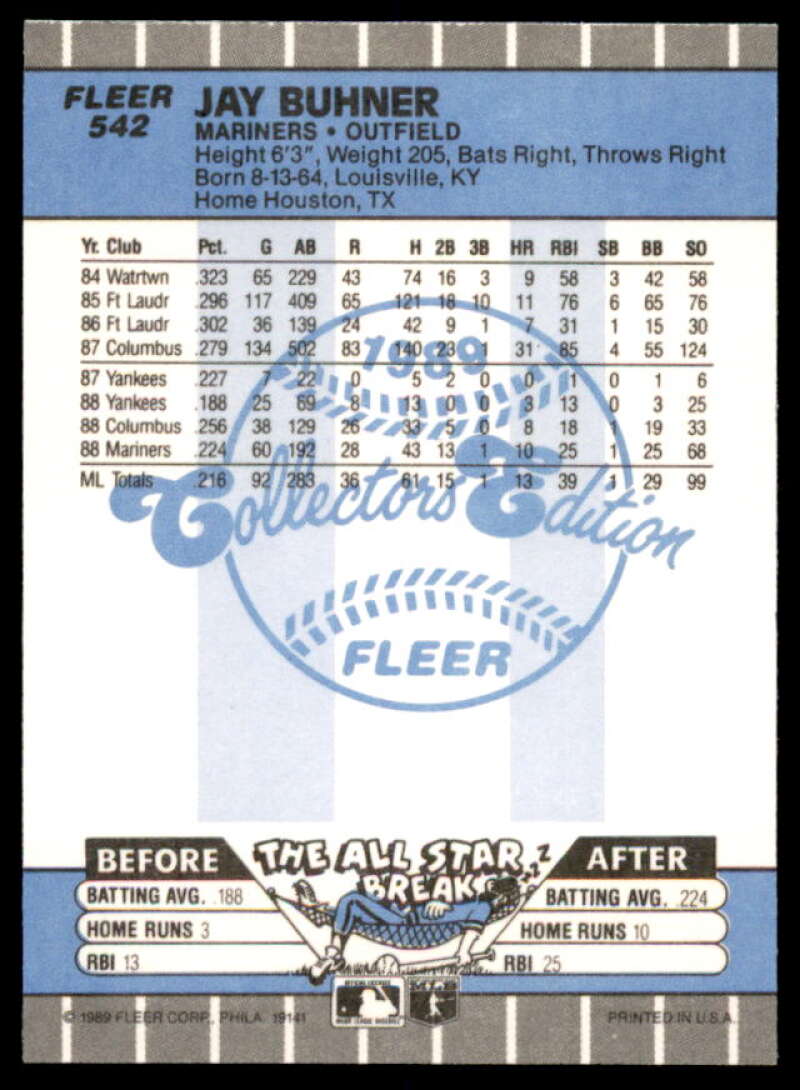 FLEER
542
JAY BUHNER
MARINERS • OUTFIELD
Height 6'3", Weight 205, Bats Right, Throws Right
Born 8-13-64, Louisville, KY
Home Houston, TX
Yr. Club Pct. G AB R H 2B 3B HR RBI SB BB SO
84 Watrtwn .323 65 229 43 74 16 3 9 58 3 42 58
85 Ft Laudr .296 117 409 65 121 18 10 11 76 6 65 76
86 Ft Laudr .302 36 139 24 42 9 1 7 31 1 15 30
87 Columbus .279 134 502 83 140 23 1 31 85 4 55 124
87 Yankees .227 7 22 0 5 2 0 0 1 0 1 6
88 Yankees .188 25 69 8 13 0 0 3 13 0 3 25
88 Columbus .256 38 129 26 33 5 0 8 18 1 19 33
88 Mariners .224 60 192 28 43 13 1 10 25 1 25 68
ML Totals .216 92 283 36 61 15 1 13 39 1 29 99
1989
Collectors Edition
FLEER
BEFORE THE ALL STAR BREAK zzz AFTER
BATTING AVG. .188 BATTING AVG. .224
HOME RUNS 3 HOME RUNS 10
RBI 13 RBI 25
MLB
© 1989 FLEER CORP., PHILA. 19141 PRINTED IN U.S.A.